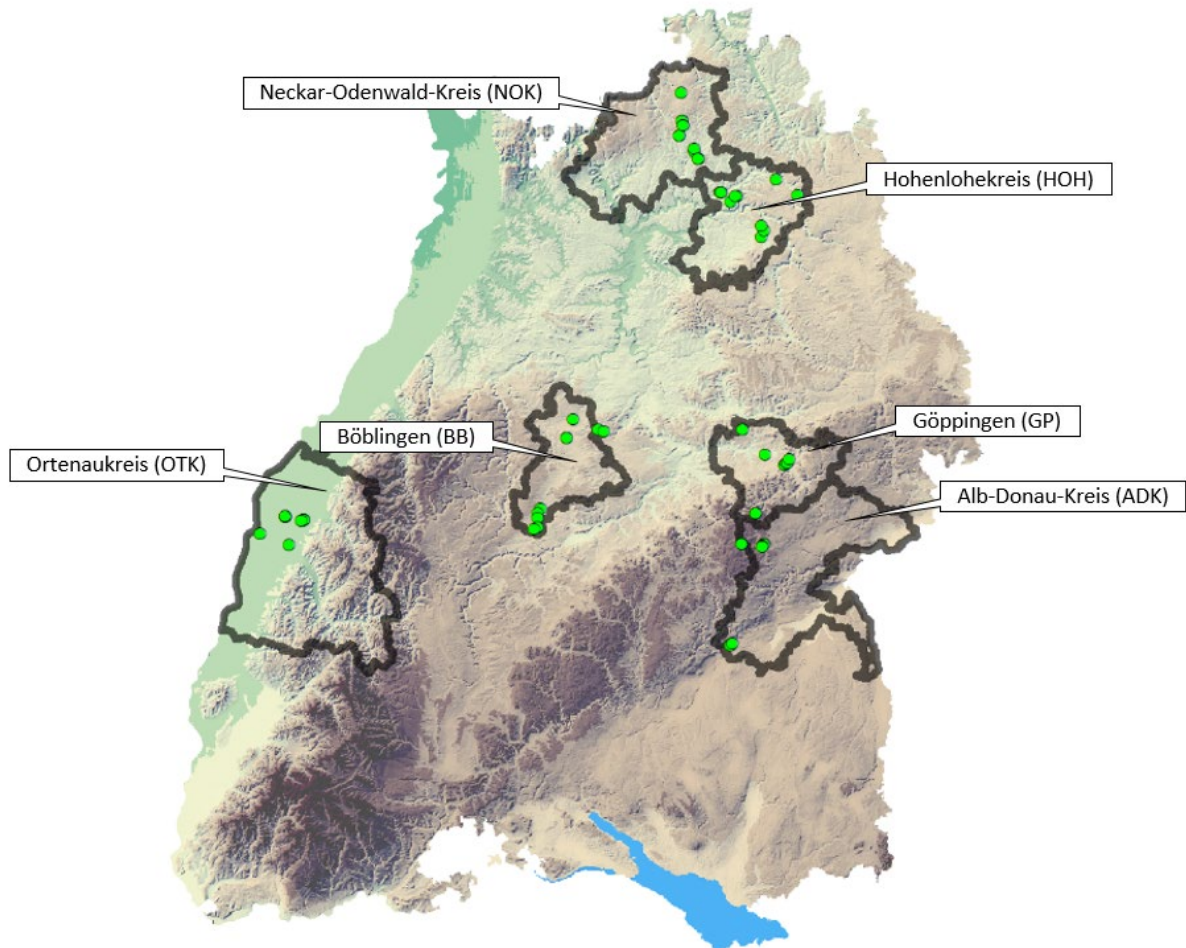 Neckar-Odenwald-Kreis (NOK)
Hohenlohekreis (HOH)
Göppingen (GP)
Böblingen (BB)
Ortenaukreis (OTK)
Alb-Donau-Kreis (ADK)